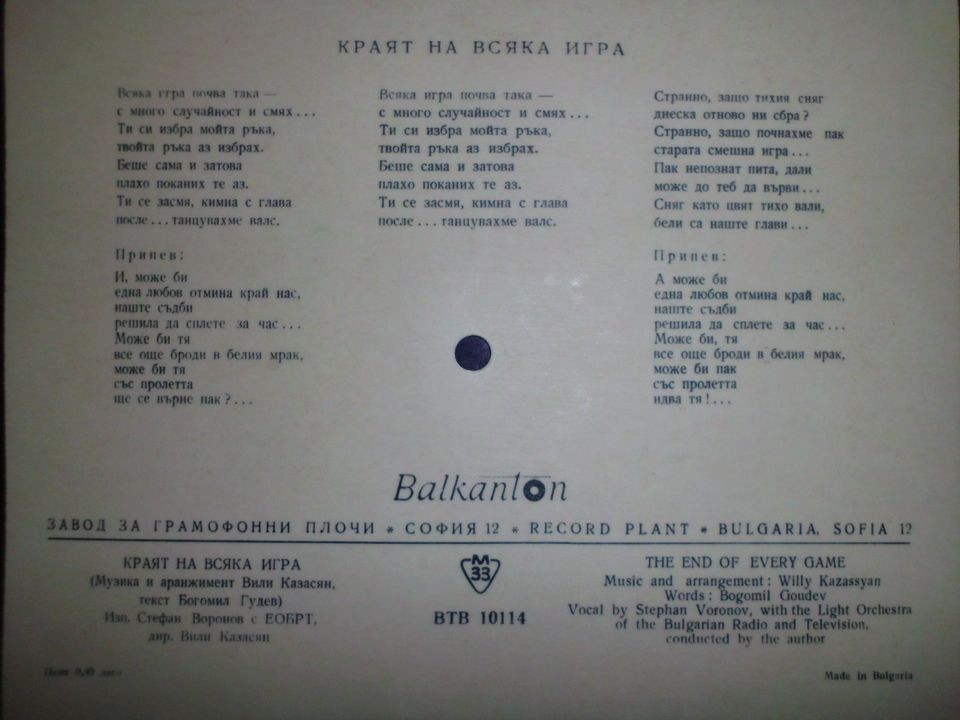 КРАЯТ НА ВСЯКА ИГРА
Всяка игра почва така —
с много случайност и смях...
Ти си избра мойта ръка,
твойта ръка аз избрах.
Беше сама и затова
плахо поканих те аз.
Ти се засмя, кимна с глава
после... танцувахме валс.
Припев:
И, може би
една любов отмина край нас,
наште съдби
решила да сплете за час...
Може би тя
все още броди в белия мрак,
може би тя
със пролетта
ще се върне пак?...
Всяка игра почва така —
с много случайност и смях...
Ти си избра мойта ръка,
твойта ръка аз избрах.
Беше сама и затова
плахо поканих те аз.
Ти се засмя, кимна с глава
после... танцувахме валс.
Странно, защо тихия сняг
днеска отново ни сбра?
Странно, защо почнахме пак
старата смешна игра...
Пак непознат пита, дали
може до теб да върви...
Сняг като цвят тихо вали,
бели са наште глави...
Припев:
А може би
една любов отмина край нас,
наште съдби
решила да сплете за час...
Може би, тя
все още броди в белия мрак,
може би пак
със пролетта
идва тя!...
Balkanton
ЗАВОД ЗА ГРАМОФОННИ ПЛОЧИ * СОФИЯ 12 * RECORD PLANT * BULGARIA, SOFIA 12
КРАЯТ НА ВСЯКА ИГРА
(Музика и аранжимент Вили Казасян,
текст Богомил Гудев)
Изп. Стефан Воронов с ЕОБРТ,
дир. Вили Казасян
М
33
ВТВ 10114
THE END OF EVERY GAME
Music and arrangement: Willy Kazassyan
Words: Bogomil Goudev
Vocal by Stephan Voronov, with the Light Orchestra
of the Bulgarian Radio and Television,
conducted by the author
Цена 0,40 лева
Made in Bulgaria